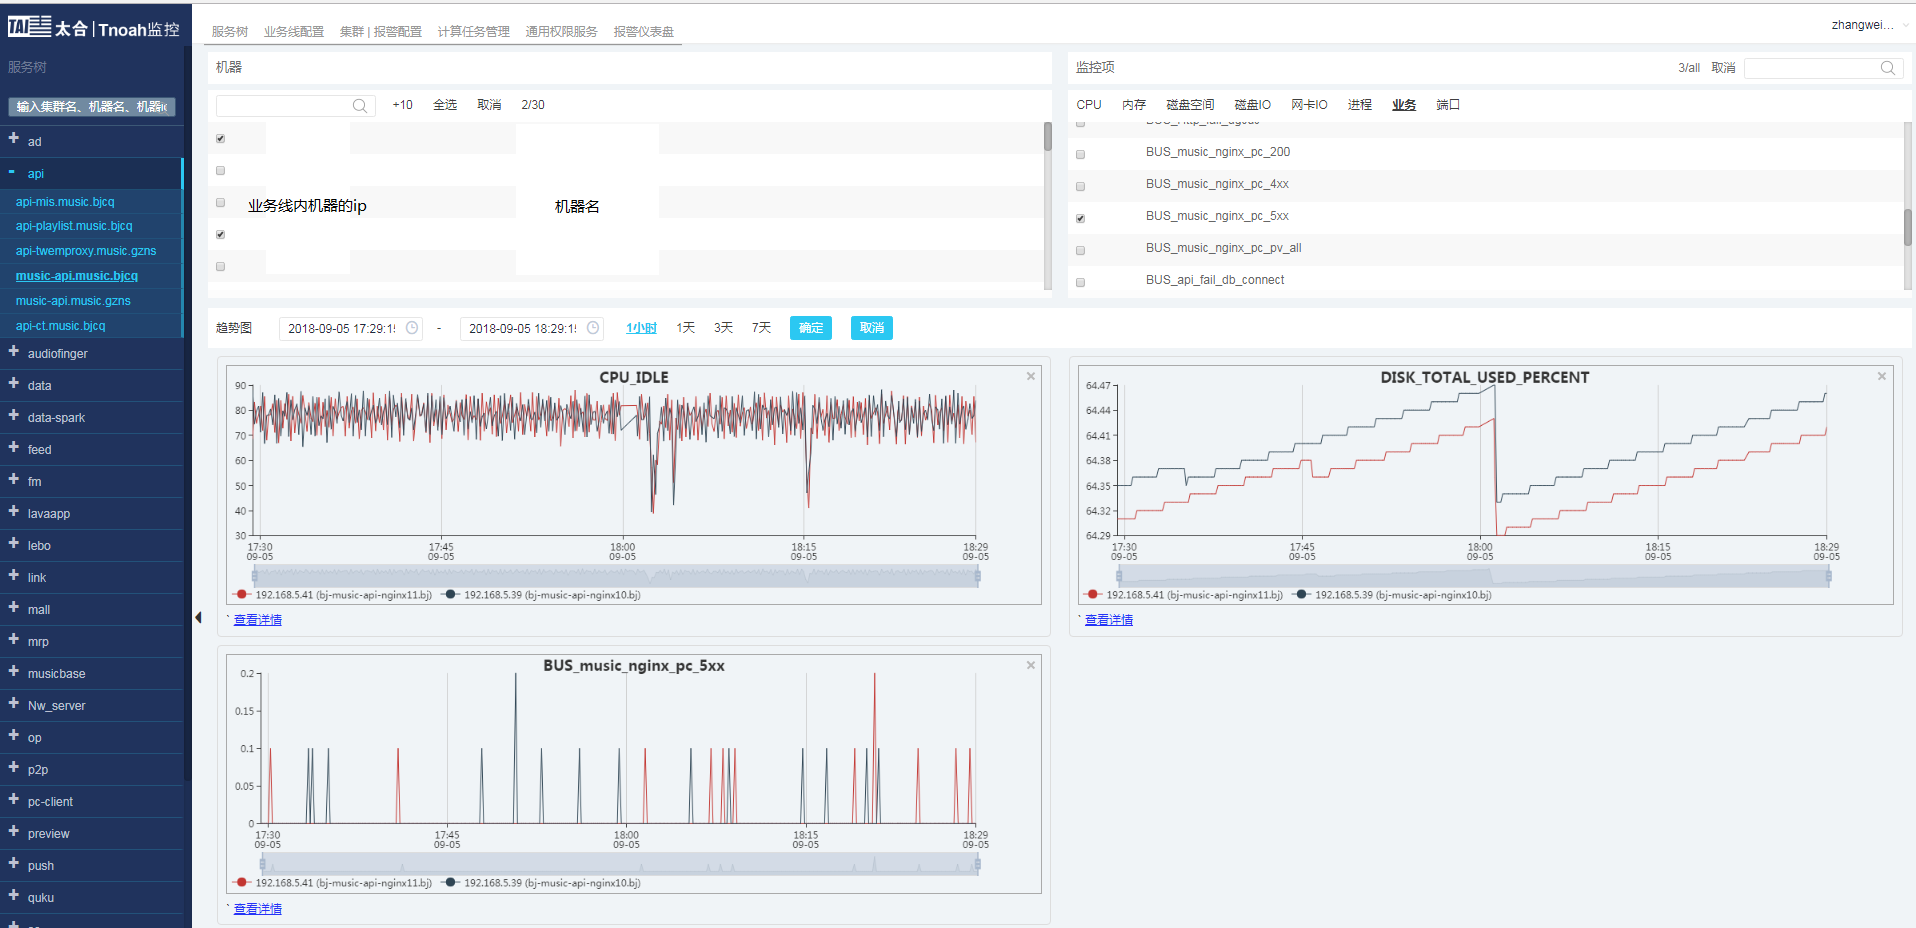 TAI 太合|Tnoah监控
服务树 业务线配置 集群 | 报警配置 计算任务管理 通用权限服务 报警仪表盘
zhangwei...
服务树
输入集群名、机器名、机器ic
ad
api
api-mis.music.bjcq
api-playlist.music.bjcq
api-twemproxy.music.gzns
music-api.music.bjcq
music-api.music.gzns
api-ct.music.bjcq
audiofinger
data
data-spark
feed
fm
lavaapp
lebo
link
mall
mrp
musicbase
Nw_server
op
p2p
pc-client
preview
push
quku
机器
+10 全选 取消 2/30
业务线内机器的ip 机器名
监控项
3/all 取消
CPU 内存 磁盘空间 磁盘IO 网卡IO 进程 业务 端口
BUS_music_nginx_pc_200
BUS_music_nginx_pc_4xx
BUS_music_nginx_pc_5xx
BUS_music_nginx_pc_pv_all
BUS_api_fail_db_connect
趋势图 2018-09-05 17:29:15 - 2018-09-05 18:29:15 1小时 1天 3天 7天 确定 取消
CPU_IDLE
90
80
70
60
50
40
30
17:30 17:45 18:00 18:15 18:29
09-05 09-05 09-05 09-05 09-05
192.168.5.41 (bj-music-api-nginx11.bj) 192.168.5.39 (bj-music-api-nginx10.bj)
` 查看详情
DISK_TOTAL_USED_PERCENT
64.47
64.44
64.41
64.38
64.35
64.32
64.29
17:30 17:45 18:00 18:15 18:29
09-05 09-05 09-05 09-05 09-05
192.168.5.41 (bj-music-api-nginx11.bj) 192.168.5.39 (bj-music-api-nginx10.bj)
` 查看详情
BUS_music_nginx_pc_5xx
0.2
0.15
0.1
0.05
0
17:30 17:45 18:00 18:15 18:29
09-05 09-05 09-05 09-05 09-05
192.168.5.41 (bj-music-api-nginx11.bj) 192.168.5.39 (bj-music-api-nginx10.bj)
` 查看详情